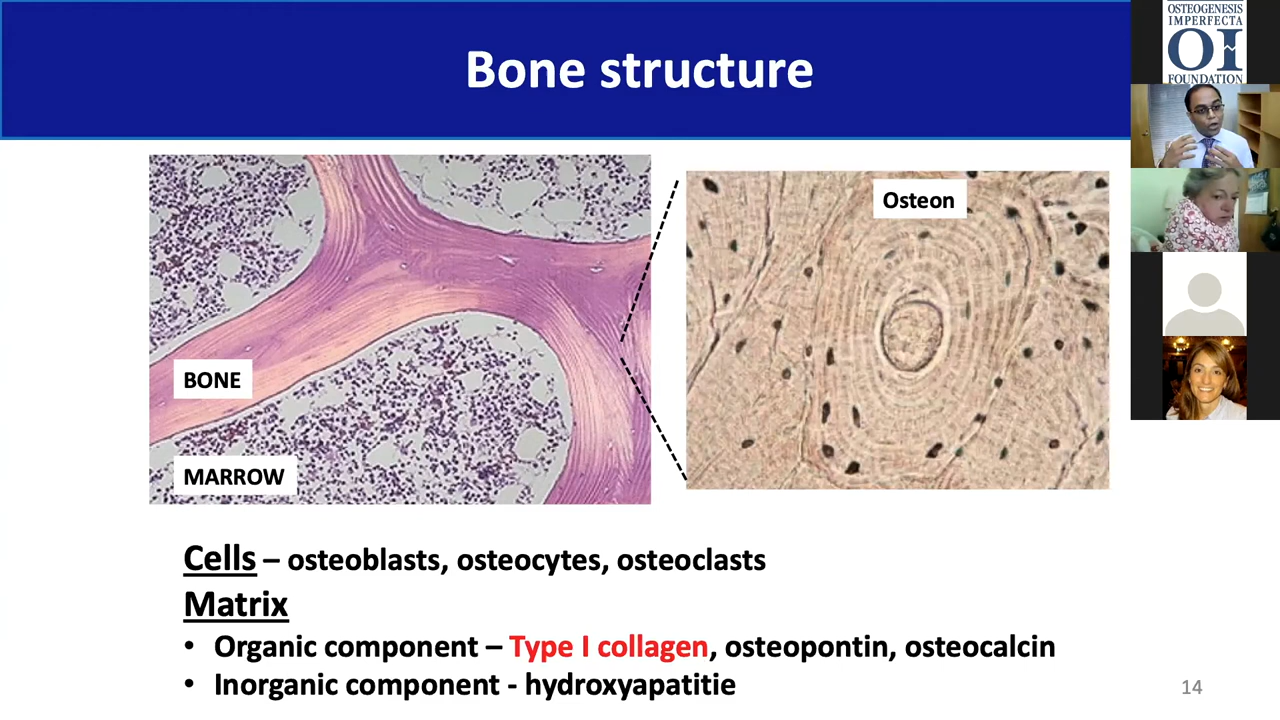 Bone structure
OSTEOGENESIS
IMPERFECTA
OI
FOUNDATION
Osteon
BONE
MARROW
Cells – osteoblasts, osteocytes, osteoclasts
Matrix
• Organic component – Type I collagen, osteopontin, osteocalcin
• Inorganic component - hydroxyapatitie
14